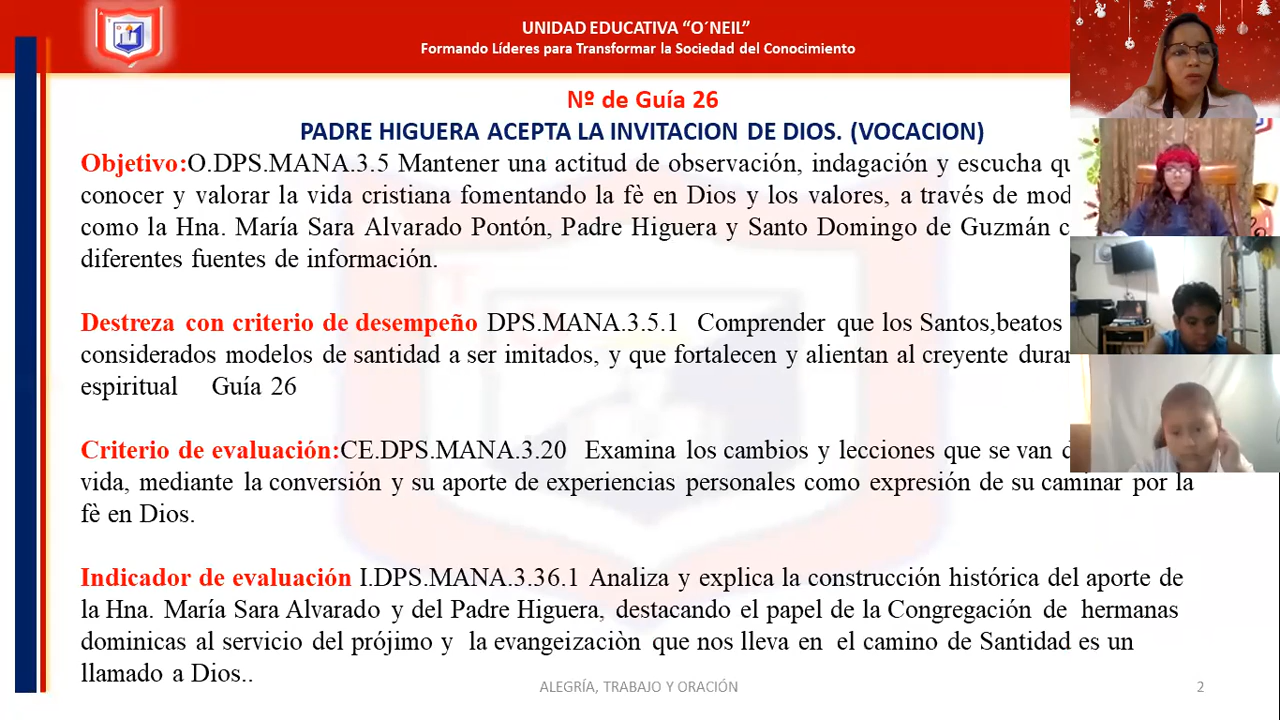 UNIDAD EDUCATIVA “O´NEIL”
Formando Líderes para Transformar la Sociedad del Conocimiento
Nº de Guía 26
PADRE HIGUERA ACEPTA LA INVITACION DE DIOS. (VOCACION)
Objetivo:O.DPS.MANA.3.5 Mantener una actitud de observación, indagación y escucha
conocer y valorar la vida cristiana fomentando la fè en Dios y los valores, a través de
como la Hna. María Sara Alvarado Pontón, Padre Higuera y Santo Domingo de Guzmán
diferentes fuentes de información.
Destreza con criterio de desempeño DPS.MANA.3.5.1 Comprender que los Santos,beatos
considerados modelos de santidad a ser imitados, y que fortalecen y alientan al creyente
espiritual Guía 26
Criterio de evaluación:CE.DPS.MANA.3.20 Examina los cambios y lecciones que se van
vida, mediante la conversión y su aporte de experiencias personales como expresión de su caminar por la
fè en Dios.
Indicador de evaluación I.DPS.MANA.3.36.1 Analiza y explica la construcción histórica del aporte de
la Hna. María Sara Alvarado y del Padre Higuera, destacando el papel de la Congregación de hermanas
dominicas al servicio del prójimo y la evangeizaciòn que nos lleva en el camino de Santidad es un
llamado a Dios..
ALEGRÍA, TRABAJO Y ORACIÓN
2